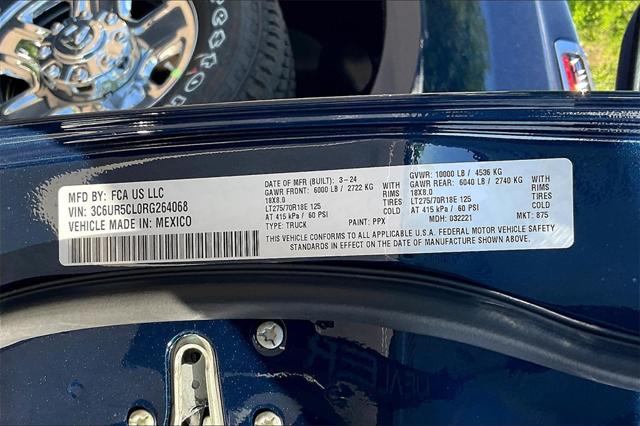 MFD BY: FCA US LLC
VIN: 3C6UR5CL0RG264068
VEHICLE MADE IN: MEXICO
DATE OF MFR (BUILT): 3-24
GAWR FRONT: 6000 LB / 2722 KG
18X8.0
WITH RIMS
LT275/70R18E 125
TIRES
AT 415 kPa / 60 PSI
COLD
TYPE: TRUCK
PAINT: PPX
GVWR: 10000 LB / 4536 KG
GAWR REAR: 6040 LB / 2740 KG
18X8.0
WITH RIMS
LT275/70R18E 125
TIRES
AT 415 kPa / 60 PSI
COLD
MDH: 032221
MKT: 875
THIS VEHICLE CONFORMS TO ALL APPLICABLE U.S.A. FEDERAL MOTOR VEHICLE SAFETY
STANDARDS IN EFFECT ON THE DATE OF MANUFACTURE SHOWN ABOVE.